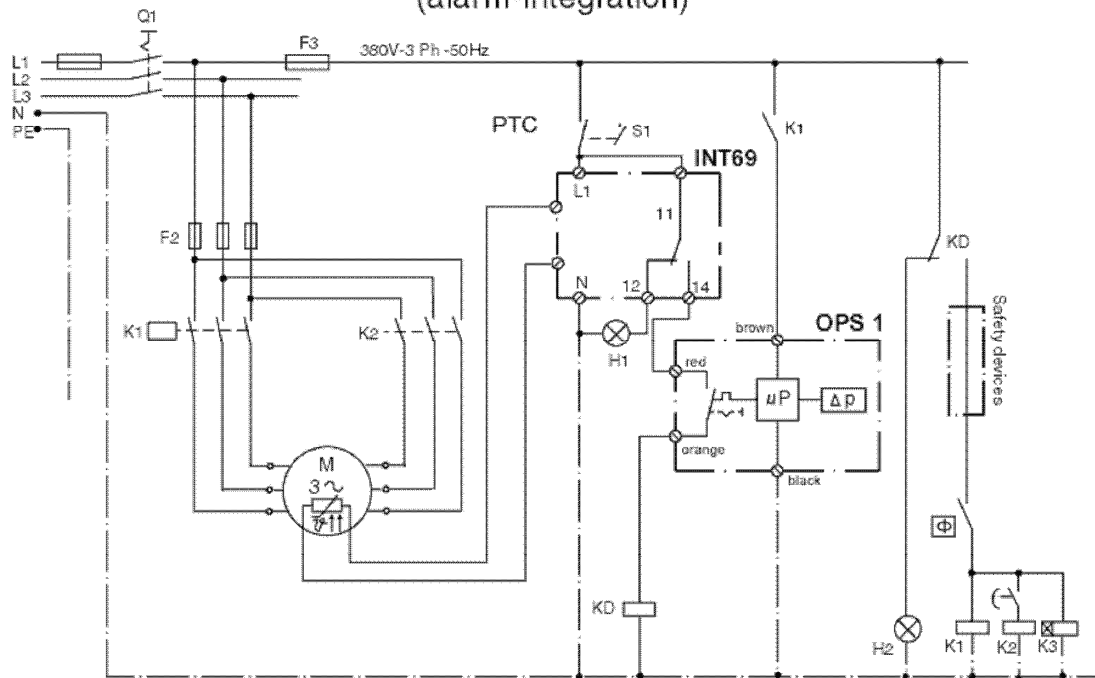 (alarm-integration)
Q1
L1
L2
L3
N
PE
F3
380V-3 Ph -50Hz
PTC
S1
K1
INT69
L1
11
F2
KD
N
12
14
K1
K2
H1
brown
OPS 1
Safety devices
red
µP
Δp
M
3 ~
ϑ
orange
black
Φ
KD
H2
K1
K2
K3